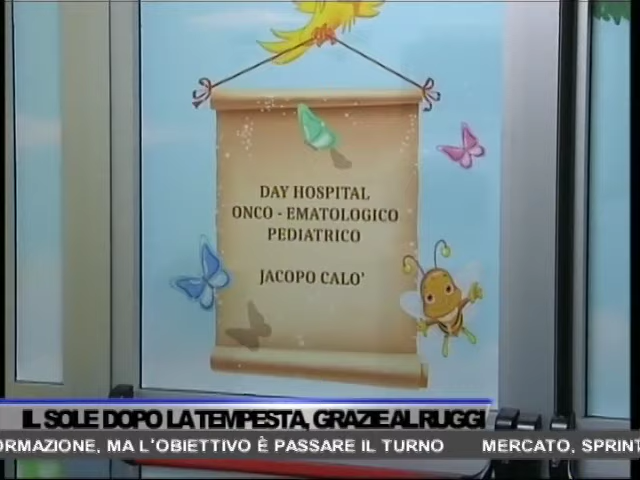 DAY HOSPITAL
ONCO - EMATOLOGICO
PEDIATRICO
JACOPO CALO'
IL SOLE DOPO LA TEMPESTA, GRAZIE AL RUGGI
ORMAZIONE, MA L'OBIETTIVO È PASSARE IL TURNO MERCATO, SPRINT